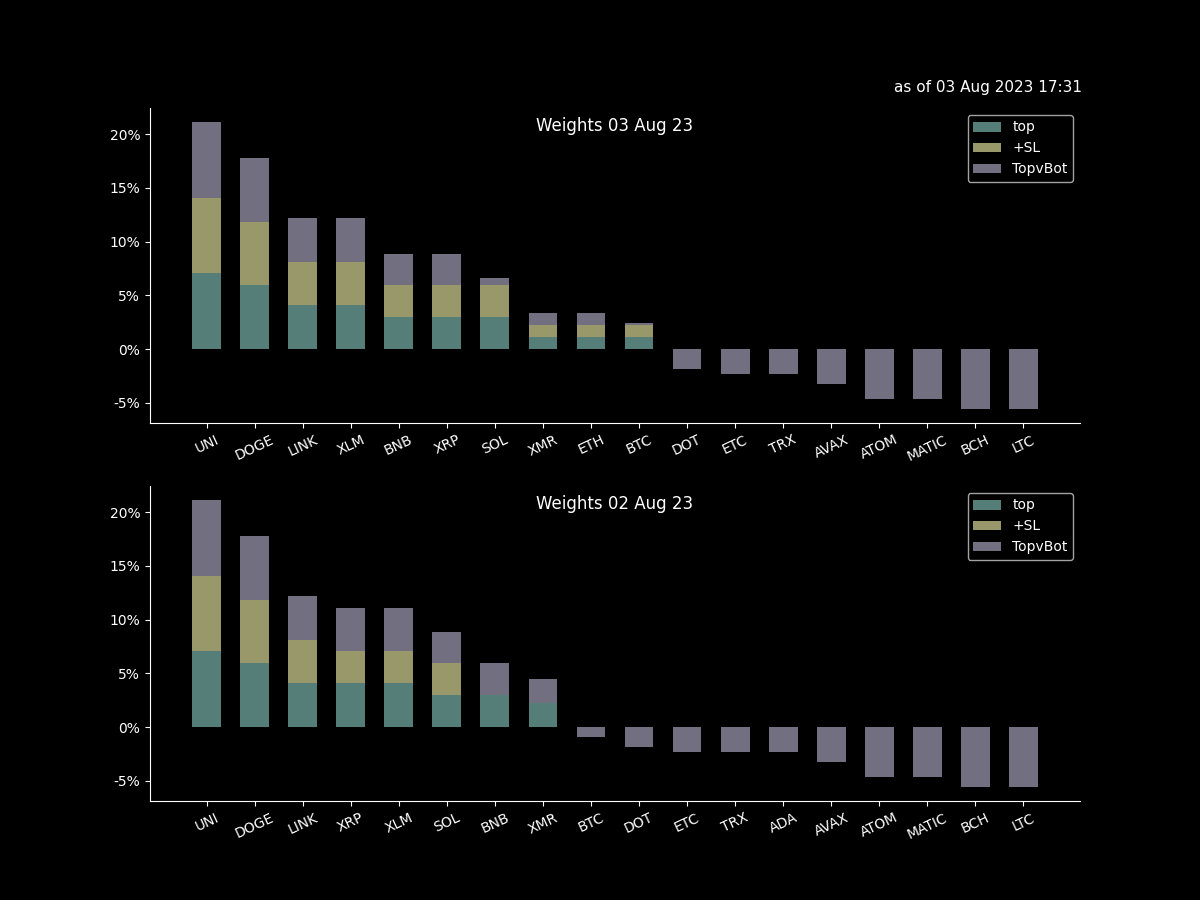 as of 03 Aug 2023 17:31
Weights 03 Aug 23
top
+SL
TopvBot
20%
15%
10%
5%
0%
-5%
UNI DOGE LINK XLM BNB XRP SOL XMR ETH BTC DOT ETC TRX AVAX ATOM MATIC BCH LTC
Weights 02 Aug 23
top
+SL
TopvBot
20%
15%
10%
5%
0%
-5%
UNI DOGE LINK XRP XLM SOL BNB XMR BTC DOT ETC TRX ADA AVAX ATOM MATIC BCH LTC